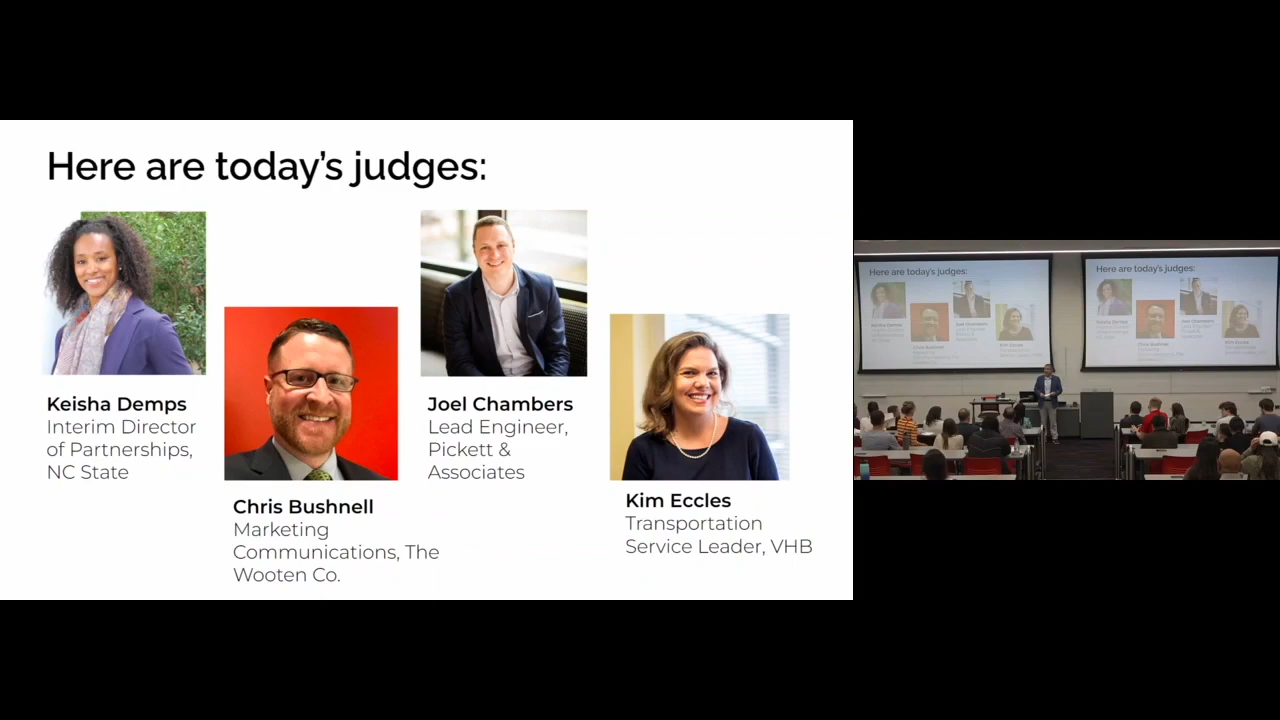 Here are today's judges:
Keisha Demps
Interim Director
of Partnerships,
NC State
Chris Bushnell
Marketing
Communications, The
Wooten Co.
Joel Chambers
Lead Engineer,
Pickett &
Associates
Kim Eccles
Transportation
Service Leader, VHB
Here are today's judges:
Here are today's judges: